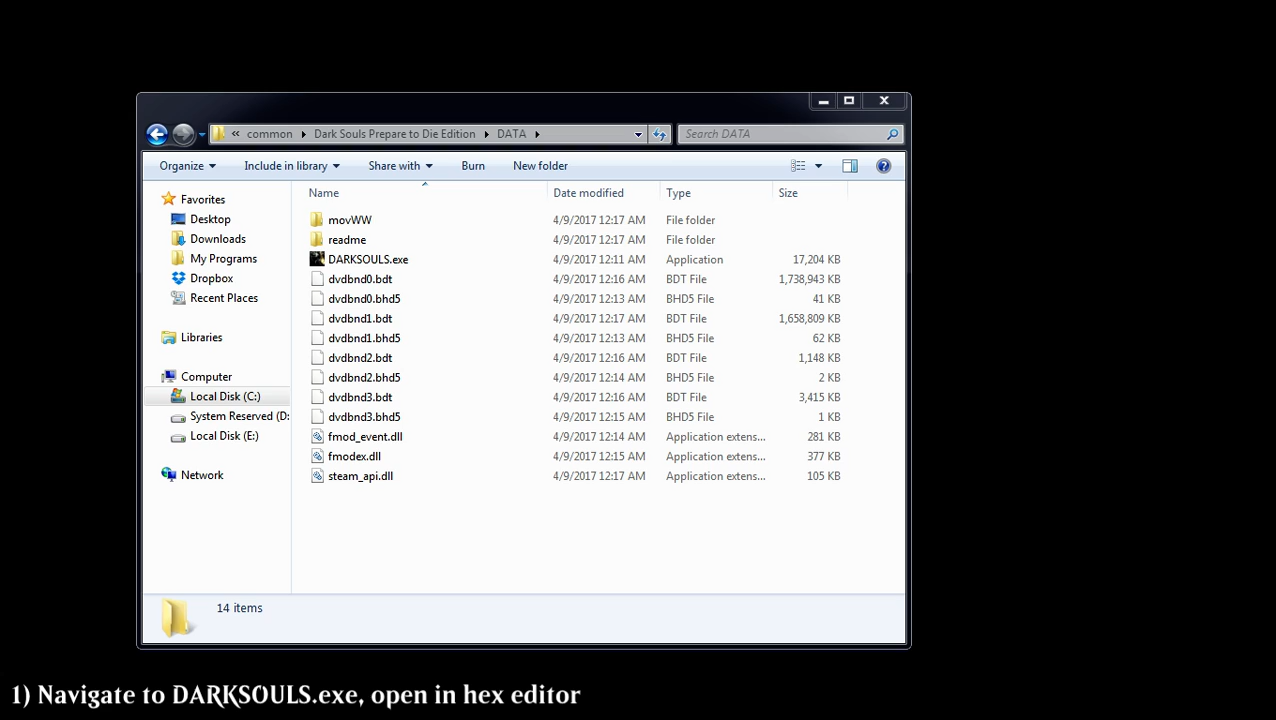 « common Dark Souls Prepare to Die Edition DATA Search DATA
Organize Include in library Share with Burn New folder
Favorites
Desktop
Downloads
My Programs
Dropbox
Recent Places
Libraries
Computer
Local Disk (C:)
System Reserved (D:
Local Disk (E:)
Network
Name Date modified Type Size
movWW 4/9/2017 12:17 AM File folder
readme 4/9/2017 12:17 AM File folder
DARKSOULS.exe 4/9/2017 12:11 AM Application 17,204 KB
dvdbnd0.bdt 4/9/2017 12:16 AM BDT File 1,738,943 KB
dvdbnd0.bhd5 4/9/2017 12:13 AM BHD5 File 41 KB
dvdbnd1.bdt 4/9/2017 12:17 AM BDT File 1,658,809 KB
dvdbnd1.bhd5 4/9/2017 12:13 AM BHD5 File 62 KB
dvdbnd2.bdt 4/9/2017 12:16 AM BDT File 1,148 KB
dvdbnd2.bhd5 4/9/2017 12:14 AM BHD5 File 2 KB
dvdbnd3.bdt 4/9/2017 12:16 AM BDT File 3,415 KB
dvdbnd3.bhd5 4/9/2017 12:15 AM BHD5 File 1 KB
fmod_event.dll 4/9/2017 12:14 AM Application extens... 281 KB
fmodex.dll 4/9/2017 12:15 AM Application extens... 377 KB
steam_api.dll 4/9/2017 12:17 AM Application extens... 105 KB
14 items
1) Navigate to DARKSOULS.exe, open in hex editor